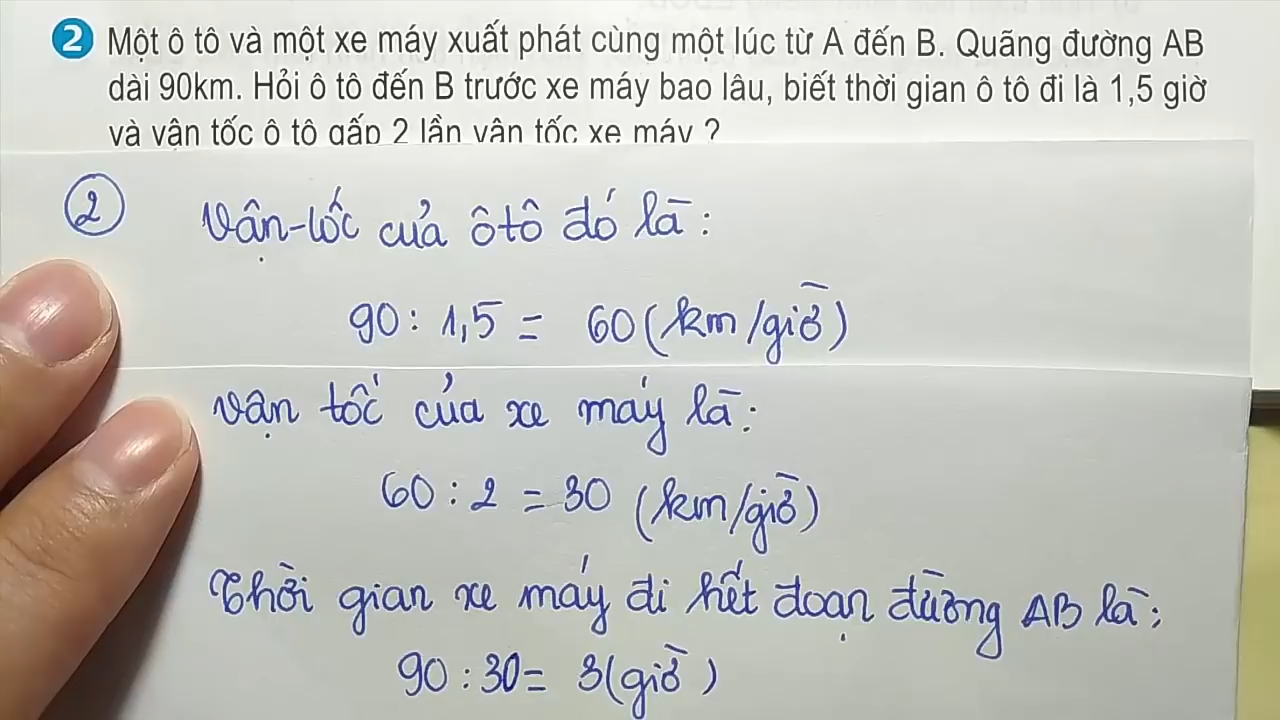 2 Một ô tô và một xe máy xuất phát cùng một lúc từ A đến B. Quãng đường AB
dài 90km. Hỏi ô tô đến B trước xe máy bao lâu, biết thời gian ô tô đi là 1,5 giờ
và vận tốc ô tô gấp 2 lần vận tốc xe máy ?
2 Vận tốc của ôtô đó là:
90 : 1,5 = 60 (km/giờ)
Vận tốc của xe máy là:
60 : 2 = 30 (km/giờ)
Thời gian xe máy đi hết đoạn đường AB là:
90 : 30 = 3 (giờ)